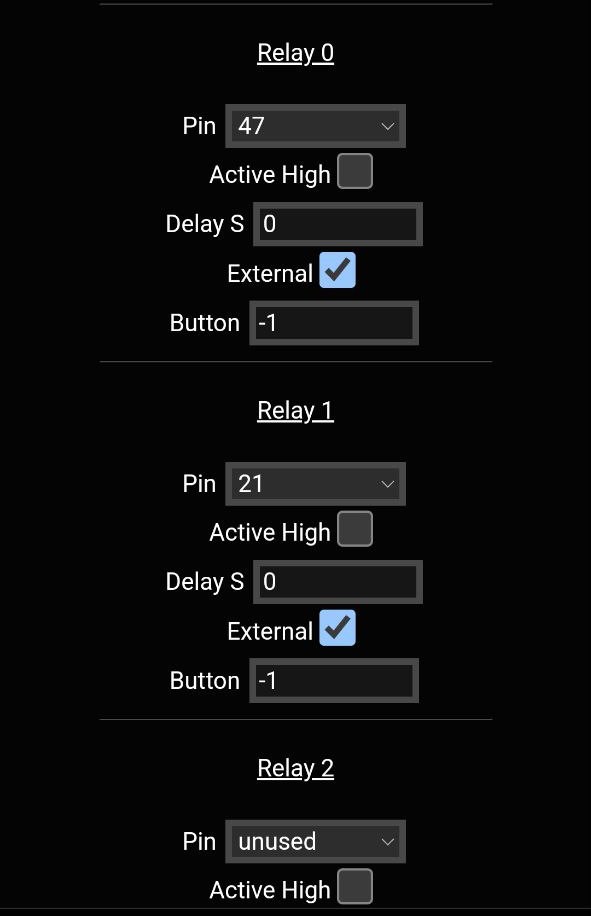 Relay 0
Pin 47
Active High
Delay S 0
External
Button -1
Relay 1
Pin 21
Active High
Delay S 0
External
Button -1
Relay 2
Pin unused
Active High